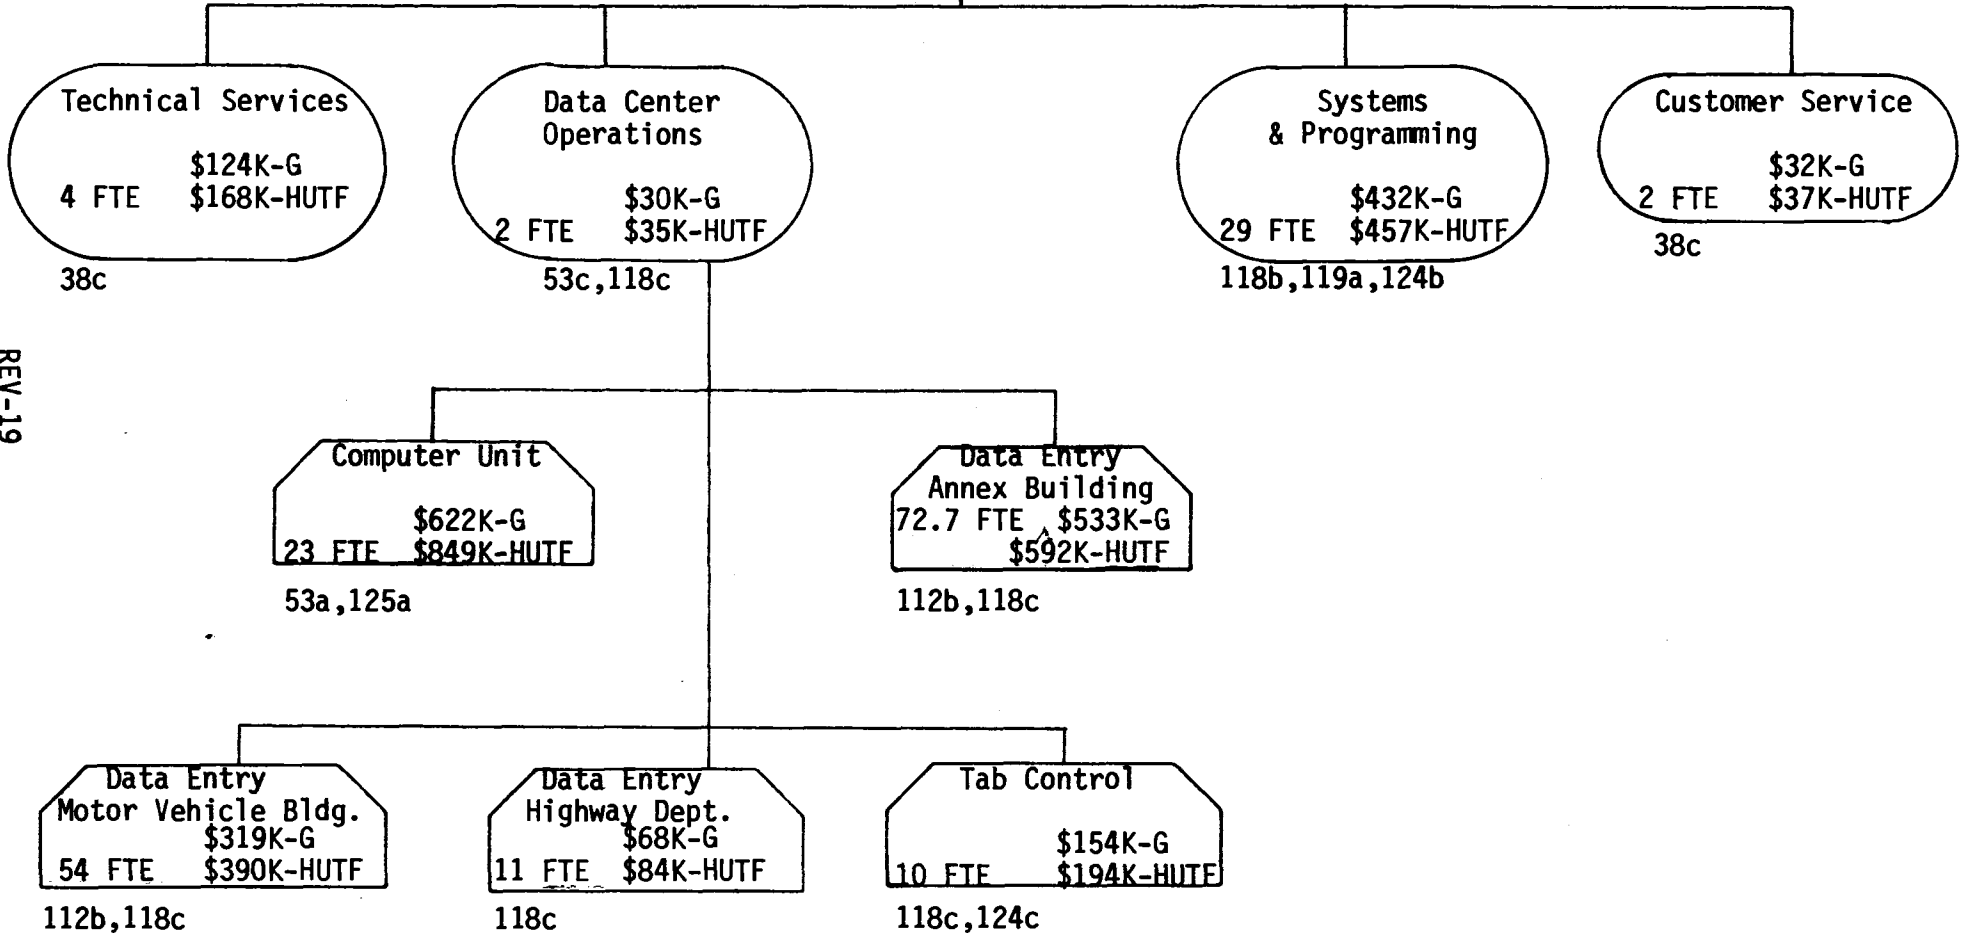 Technical Services
$124K-G
4 FTE $168K-HUTF
38c
Data Center
Operations
$30K-G
2 FTE $35K-HUTF
53c,118c
Systems
& Programming
$432K-G
29 FTE $457K-HUTF
118b,119a,124b
Customer Service
$32K-G
2 FTE $37K-HUTF
38c
REV-19
Computer Unit
$622K-G
23 FTE $849K-HUTF
53a,125a
Data Entry
Annex Building
72.7 FTE $533K-G
$592K-HUTF
112b,118c
Data Entry
Motor Vehicle Bldg.
$319K-G
54 FTE $390K-HUTF
112b,118c
Data Entry
Highway Dept.
$68K-G
11 FTE $84K-HUTF
118c
Tab Control
$154K-G
10 FTE $194K-HUTF
118c,124c